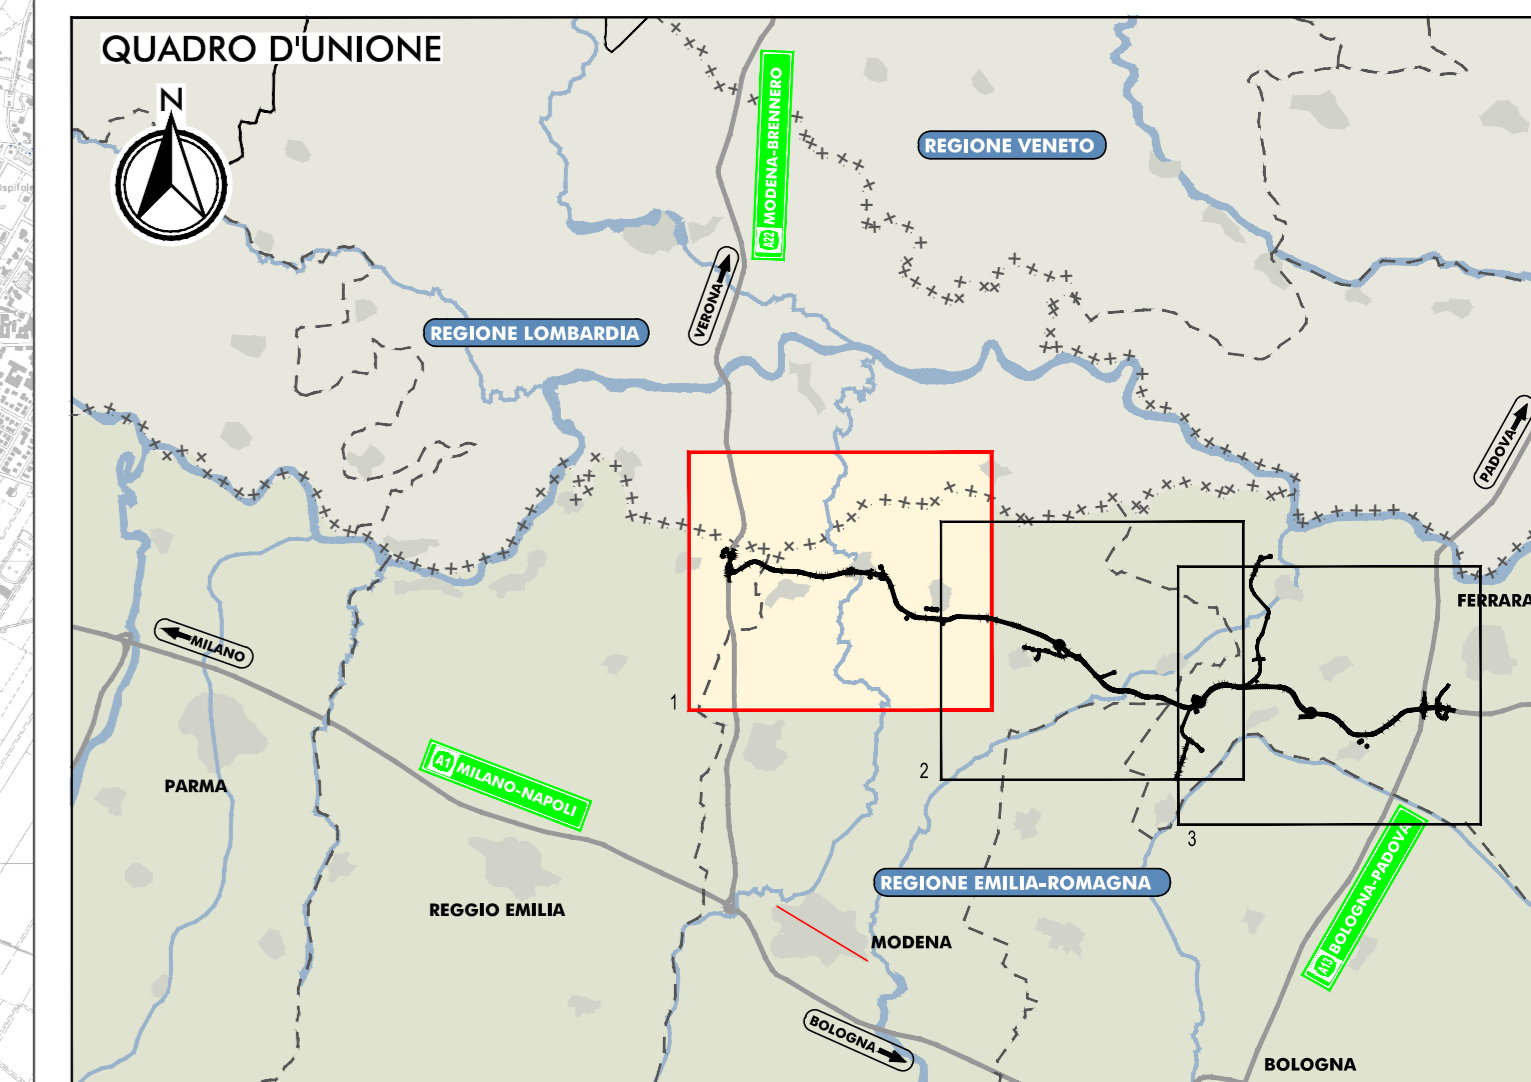 QUADRO D'UNIONE
N
A22 MODENA-BRENNERO
REGIONE VENETO
VERONA
REGIONE LOMBARDIA
PADOVA
FERRARA
MILANO
1
2
3
PARMA
A1 MILANO-NAPOLI
REGIONE EMILIA-ROMAGNA
A13 BOLOGNA-PADOVA
REGGIO EMILIA
MODENA
BOLOGNA
BOLOGNA